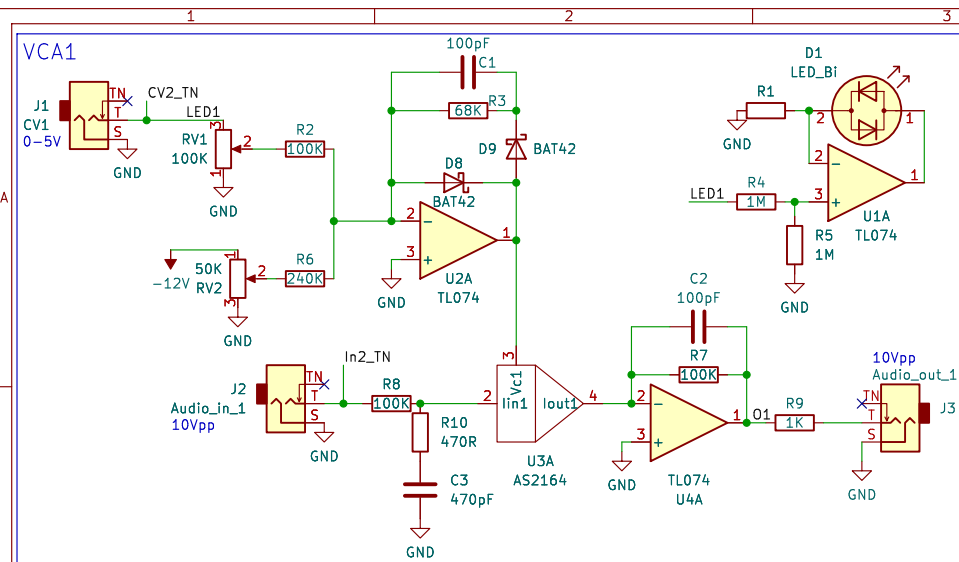 1
2
3
A
VCA1
J1
CV1
0-5V
TN
T
S
GND
CV2_TN
LED1
RV1
100K
3
2
1
GND
R2
100K
100pF
C1
68K
R3
D9
BAT42
D8
BAT42
2
3
1
GND
U2A
TL074
-12V
50K
RV2
1
2
3
GND
R6
240K
D1
LED_Bi
R1
GND
2
1
2
3
1
U1A
TL074
LED1
R4
1M
R5
1M
GND
J2
Audio_in_1
10Vpp
TN
T
S
GND
In2_TN
R8
100K
R10
470R
C3
470pF
GND
3
Vc1
2
Iin1
Iout1
4
U3A
AS2164
C2
100pF
R7
100K
2
3
1
GND
TL074
U4A
O1
R9
1K
10Vpp
Audio_out_1
TN
T
S
J3
GND